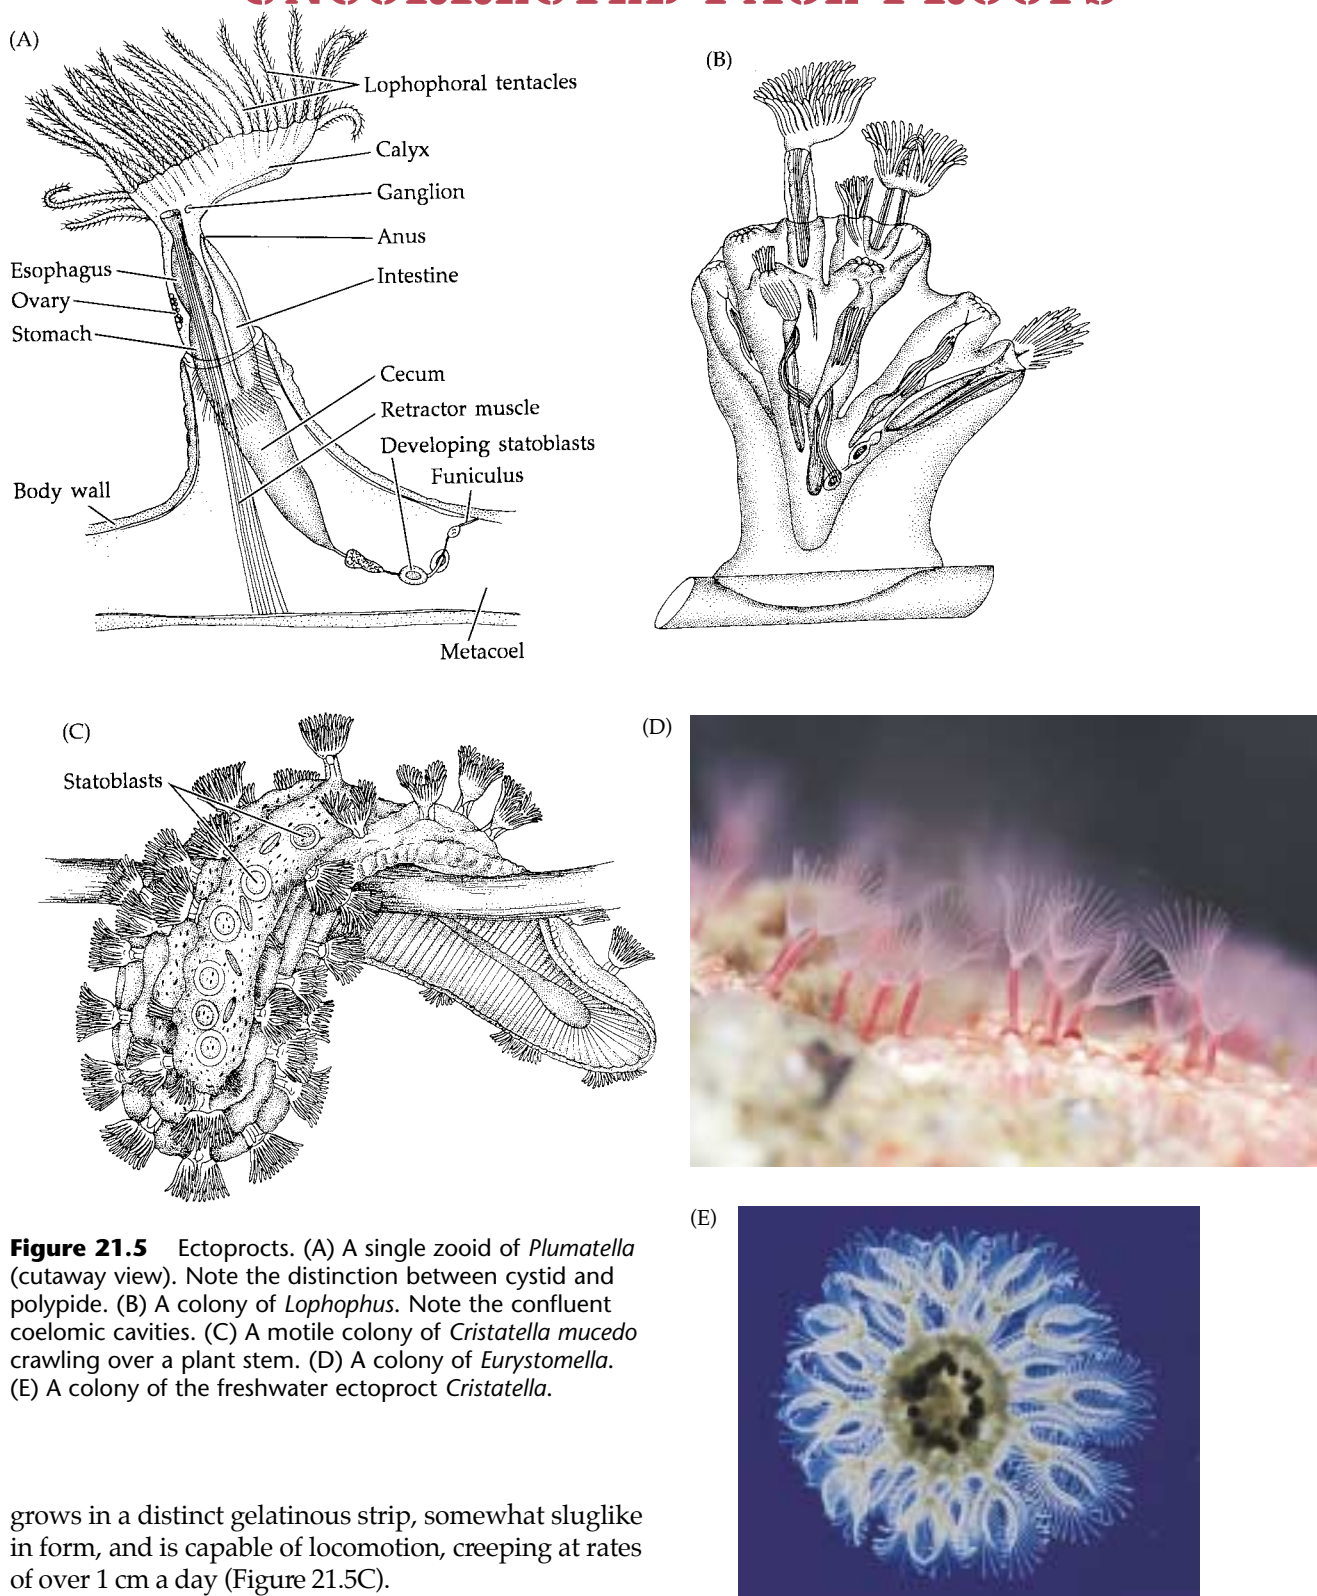 UNCORRECTED PAGE PROOFS
(A)
Lophophoral tentacles
Calyx
Ganglion
Anus
Intestine
Esophagus
Ovary
Stomach
Cecum
Retractor muscle
Developing statoblasts
Funiculus
Body wall
Metacoel
(B)
(C)
Statoblasts
(D)
(E)
Figure 21.5 Ectoprocts. (A) A single zooid of Plumatella
(cutaway view). Note the distinction between cystid and
polypide. (B) A colony of Lophophus. Note the confluent
coelomic cavities. (C) A motile colony of Cristatella mucedo
crawling over a plant stem. (D) A colony of Eurystomella.
(E) A colony of the freshwater ectoproct Cristatella.
grows in a distinct gelatinous strip, somewhat sluglike
in form, and is capable of locomotion, creeping at rates
of over 1 cm a day (Figure 21.5C).